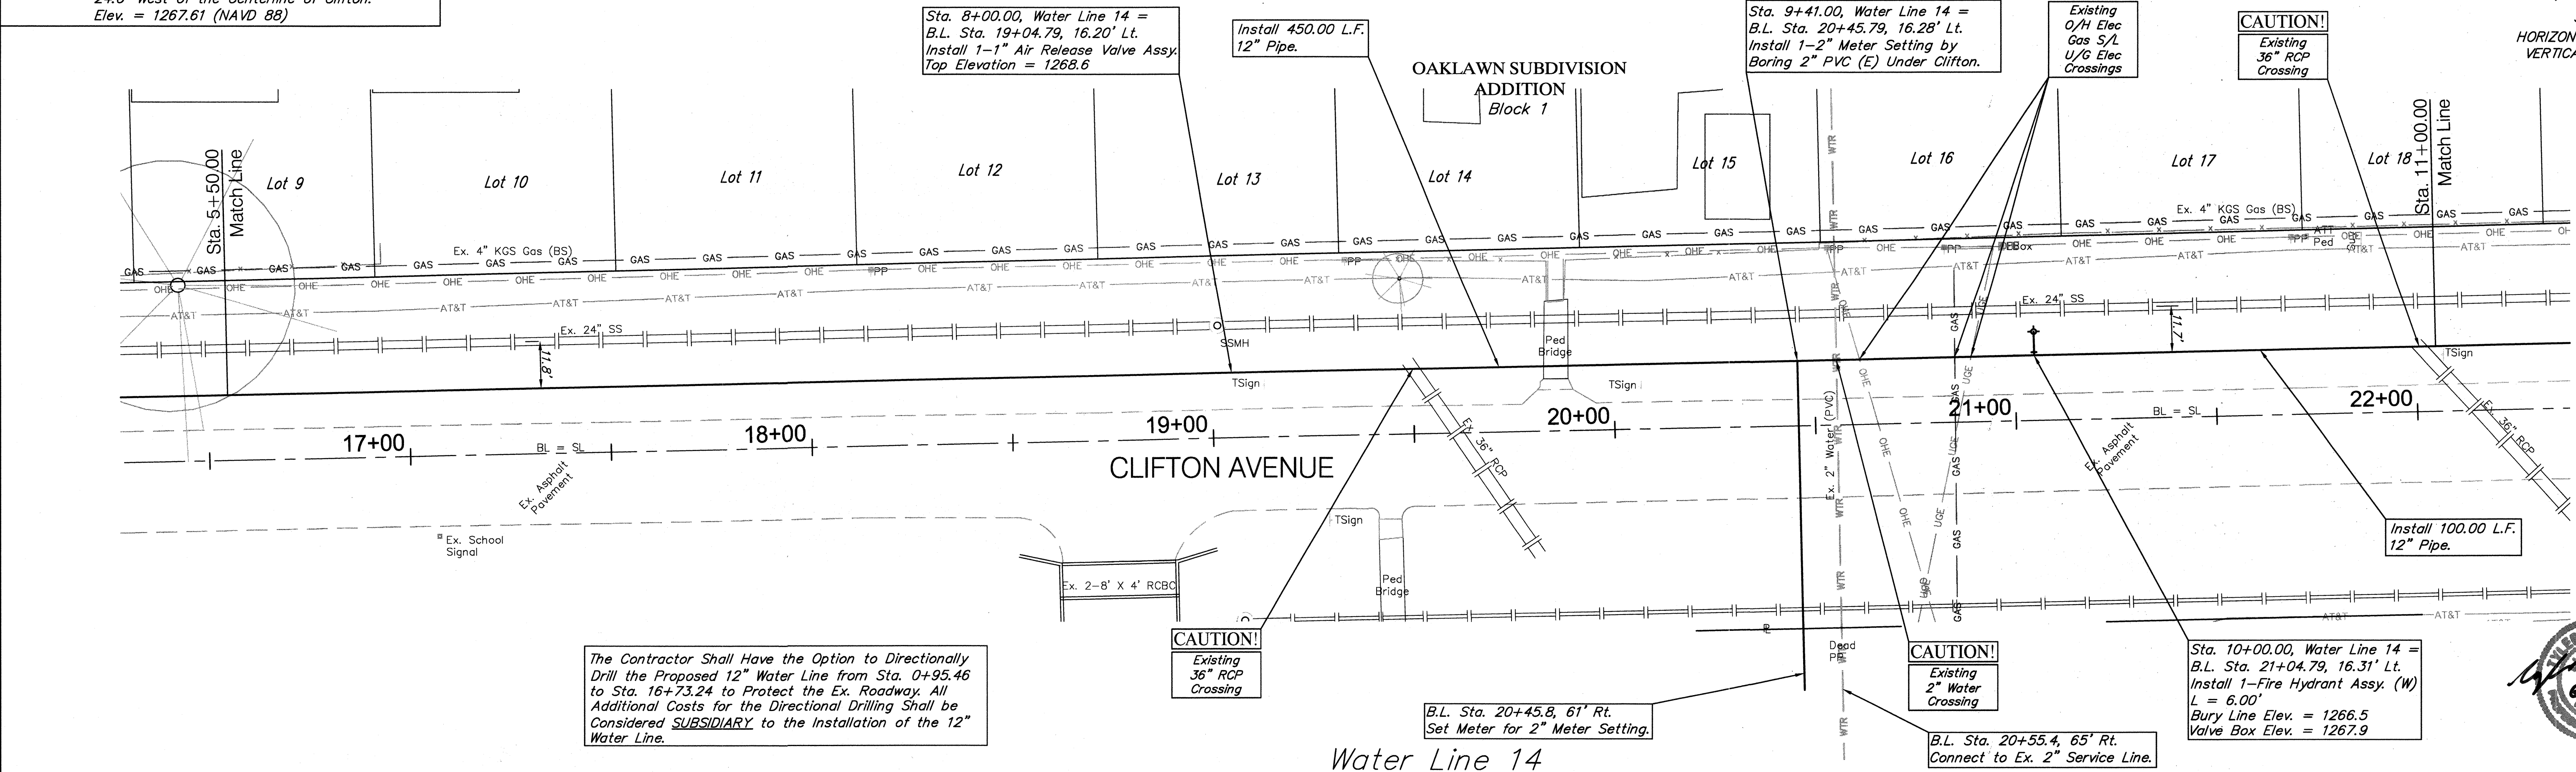 24.0' West of the Centerline of Clifton.
Elev. = 1267.61 (NAVD 88)
Sta. 8+00.00, Water Line 14 =
B.L. Sta. 19+04.79, 16.20' Lt.
Install 1-1" Air Release Valve Assy.
Top Elevation = 1268.6
Install 450.00 L.F.
12" Pipe.
OAKLAWN SUBDIVISION
ADDITION
Block 1
Sta. 9+41.00, Water Line 14 =
B.L. Sta. 20+45.79, 16.28' Lt.
Install 1-2" Meter Setting by
Boring 2" PVC (E) Under Clifton.
Existing
O/H Elec
Gas S/L
U/G Elec
Crossings
CAUTION!
Existing
36" RCP
Crossing
Sta. 5+50.00
Match Line
Lot 9
Lot 10
Lot 11
Lot 12
Lot 13
Lot 14
Lot 15
Lot 16
Lot 17
Lot 18
Sta. 11+00.00
Match Line
Ex. 4" KGS Gas (BS)
Ex. 4" KGS Gas (BS)
GAS
OHE
AT&T
PP
ATT
Ped
Box
Ex. 24" SS
Ex. 24" SS
11.8'
11.7'
SSMH
TSign
Ped
Bridge
TSign
TSign
17+00
18+00
19+00
20+00
21+00
22+00
BL = SL
BL = SL
CLIFTON AVENUE
Ex. Asphalt
Pavement
Ex. Asphalt
Pavement
Ex. 36" RCP
Ex. 36" RCP
Ex. 2" Water (PVC)
WTR
UGE
TSign
Ex. School
Signal
Ex. 2-8' X 4' RCBC
Ped
Bridge
Install 100.00 L.F.
12" Pipe.
The Contractor Shall Have the Option to Directionally
Drill the Proposed 12" Water Line from Sta. 0+95.46
to Sta. 16+73.24 to Protect the Ex. Roadway. All
Additional Costs for the Directional Drilling Shall be
Considered SUBSIDIARY to the Installation of the 12"
Water Line.
CAUTION!
Existing
36" RCP
Crossing
B.L. Sta. 20+45.8, 61' Rt.
Set Meter for 2" Meter Setting.
Dead
PP
CAUTION!
Existing
2" Water
Crossing
B.L. Sta. 20+55.4, 65' Rt.
Connect to Ex. 2" Service Line.
Sta. 10+00.00, Water Line 14 =
B.L. Sta. 21+04.79, 16.31' Lt.
Install 1-Fire Hydrant Assy. (W)
L = 6.00'
Bury Line Elev. = 1266.5
Valve Box Elev. = 1267.9
Water Line 14